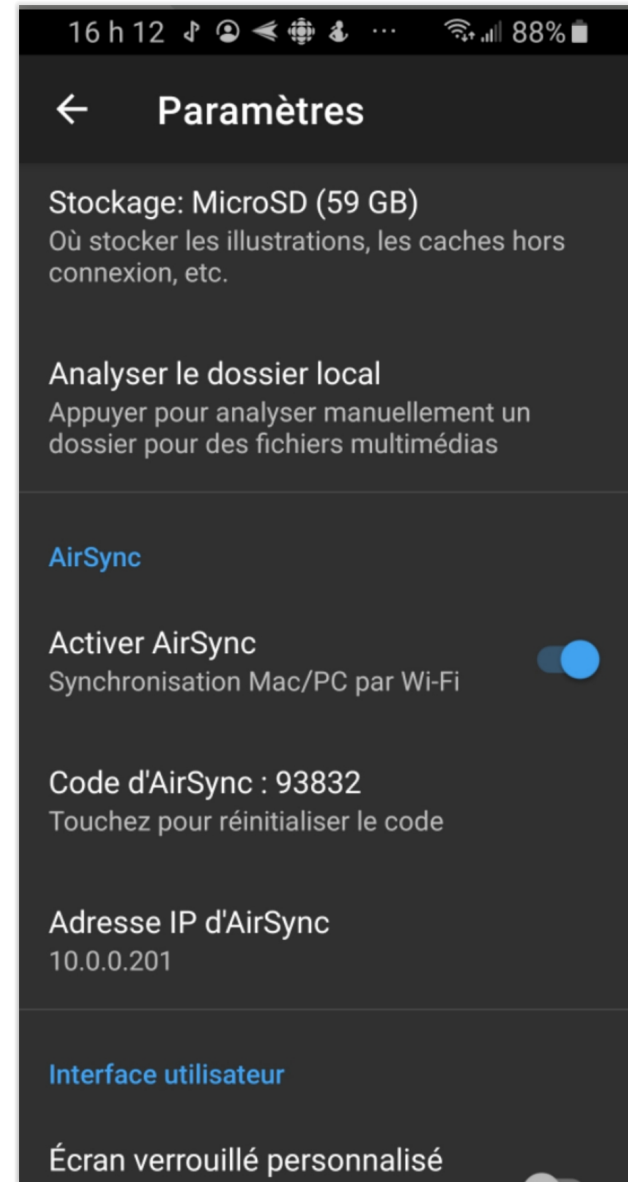 16 h 12 ... 88%
Paramètres
Stockage: MicroSD (59 GB)
Où stocker les illustrations, les caches hors
connexion, etc.
Analyser le dossier local
Appuyer pour analyser manuellement un
dossier pour des fichiers multimédias
AirSync
Activer AirSync
Synchronisation Mac/PC par Wi-Fi
Code d'AirSync : 93832
Touchez pour réinitialiser le code
Adresse IP d'AirSync
10.0.0.201
Interface utilisateur
Écran verrouillé personnalisé